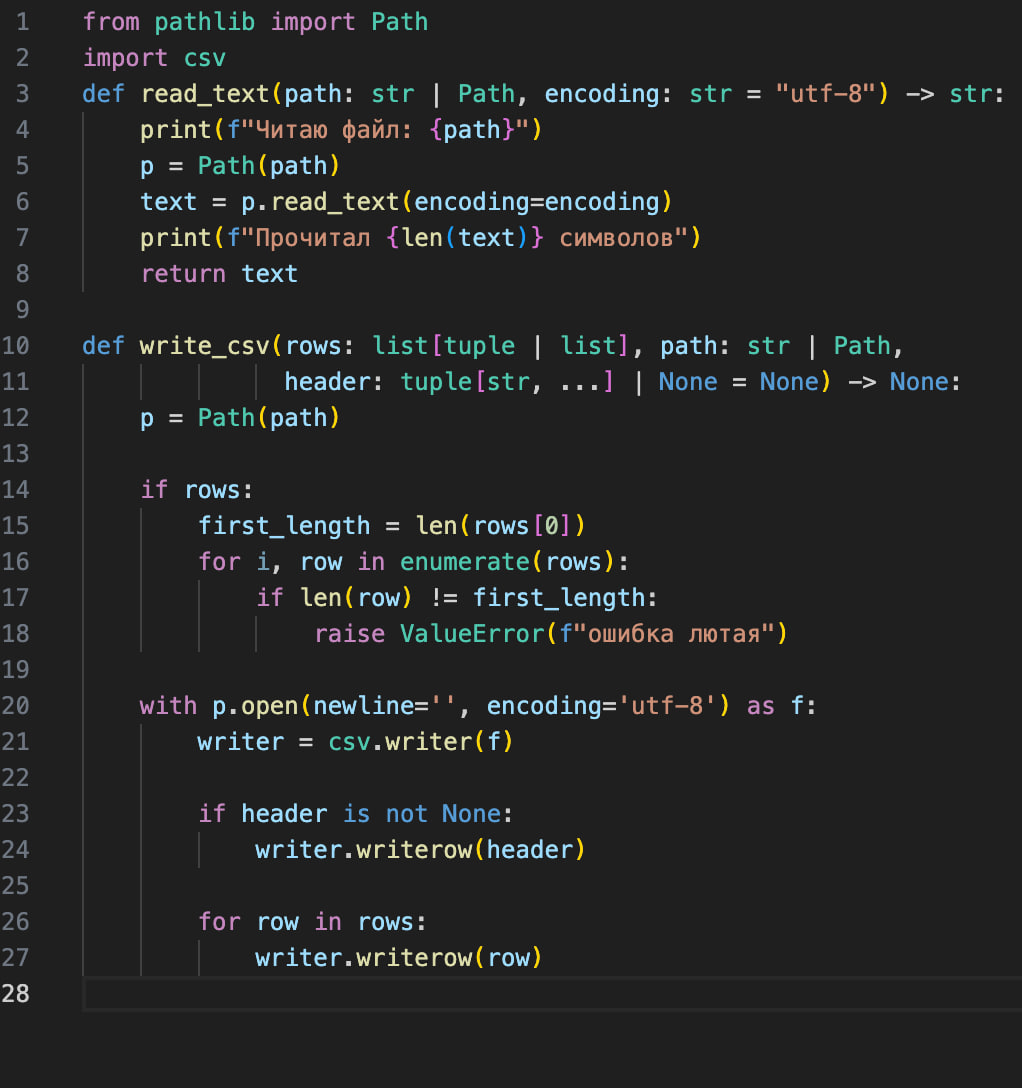 1 from pathlib import Path
2 import csv
3 def read_text(path: str | Path, encoding: str = "utf-8") -> str:
4     print(f"Читаю файл: {path}")
5     p = Path(path)
6     text = p.read_text(encoding=encoding)
7     print(f"Прочитал {len(text)} символов")
8     return text
9
10 def write_csv(rows: list[tuple | list], path: str | Path,
11               header: tuple[str, ...] | None = None) -> None:
12     p = Path(path)
13
14     if rows:
15         first_length = len(rows[0])
16         for i, row in enumerate(rows):
17             if len(row) != first_length:
18                 raise ValueError(f"ошибка лютая")
19
20     with p.open(newline='', encoding='utf-8') as f:
21         writer = csv.writer(f)
22
23         if header is not None:
24             writer.writerow(header)
25
26         for row in rows:
27             writer.writerow(row)
28